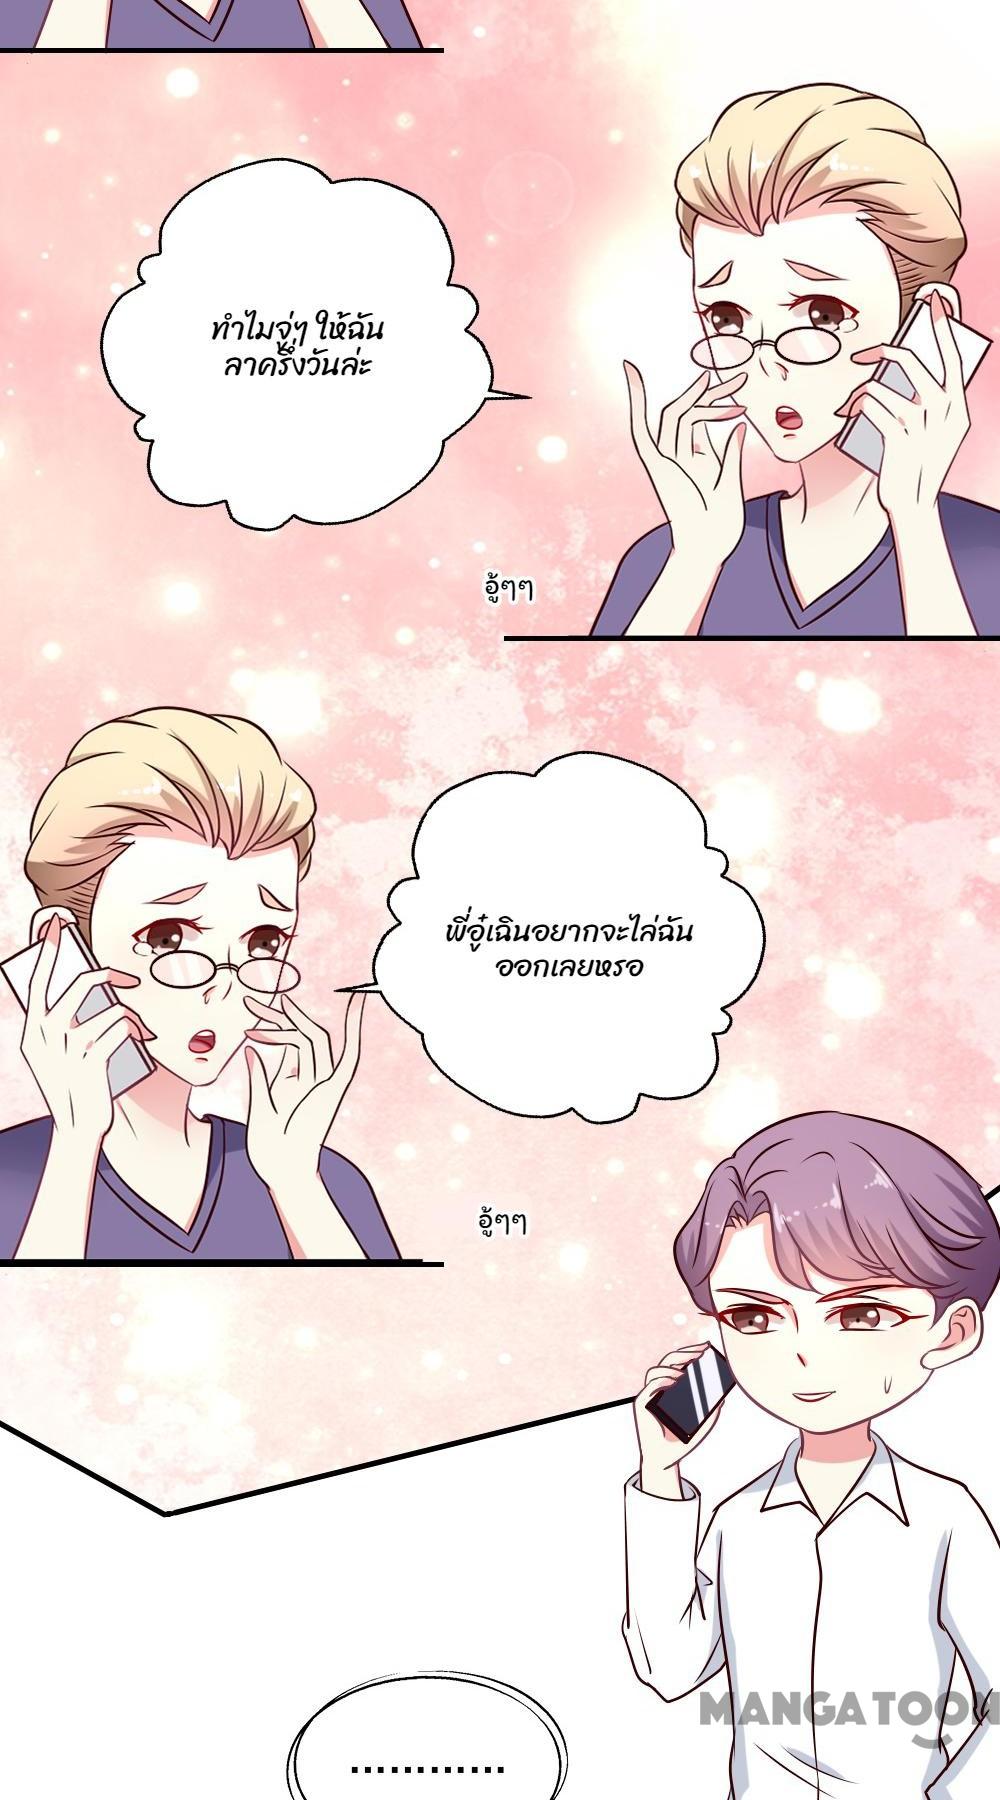 ทำไมจู่ๆ ให้ฉัน
ลาครึ่งวันล่ะ
อู้ๆๆ
พี่อู๋เฉินอยากจะไล่ฉัน
ออกเลยหรอ
อู้ๆๆ
MANGATOON
............